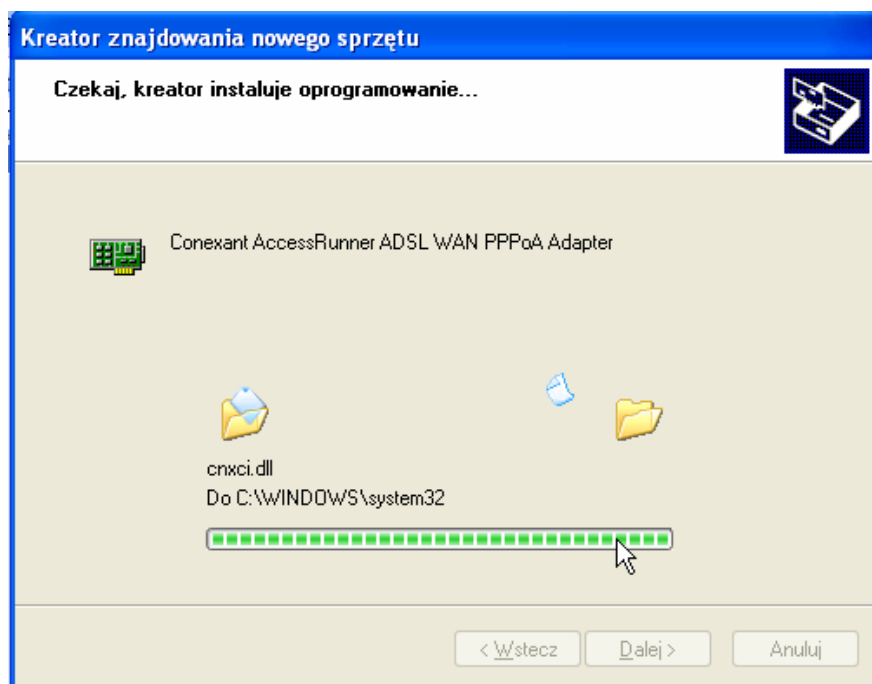 Kreator znajdowania nowego sprzętu
Czekaj, kreator instaluje oprogramowanie...
Conexant AccessRunner ADSL WAN PPPoA Adapter
cnxci.dll
Do C:\WINDOWS\system32
< Wstecz
Dalej >
Anuluj